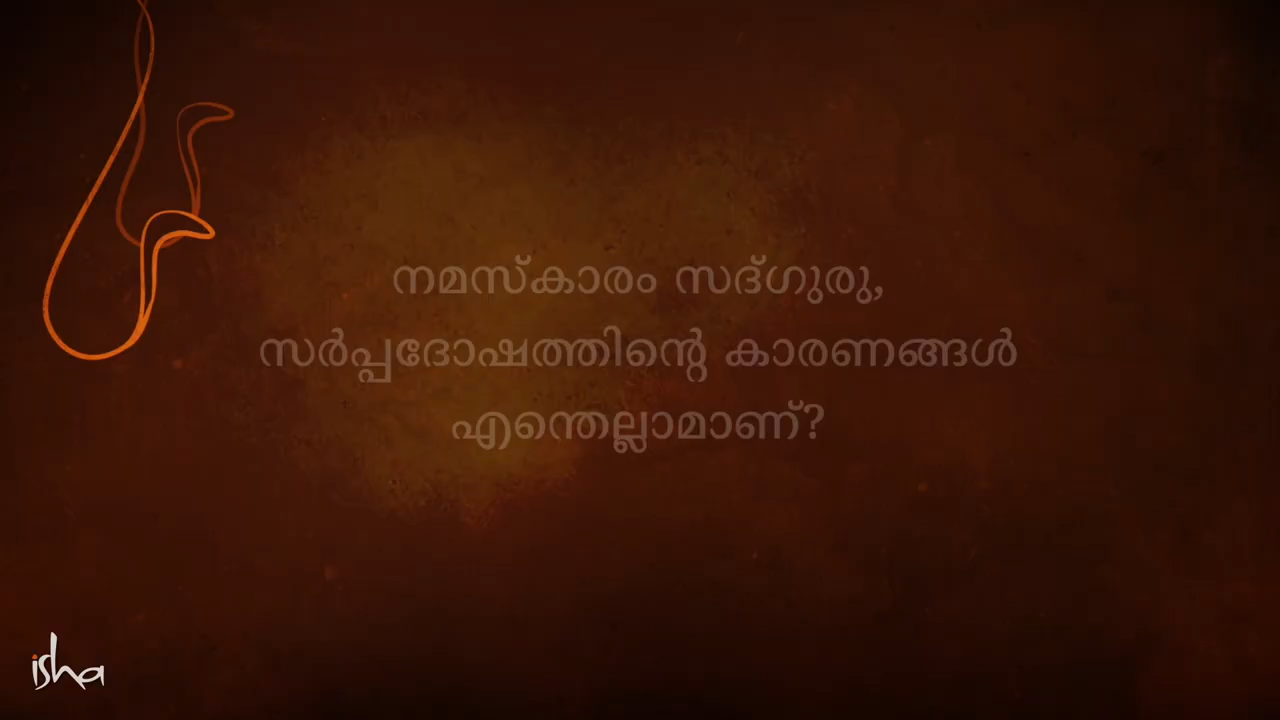 നമസ്കാരം സദ്ഗുരു,
സർപ്പദോഷത്തിന്റെ കാരണങ്ങൾ
എന്തെല്ലാമാണ്?
isha